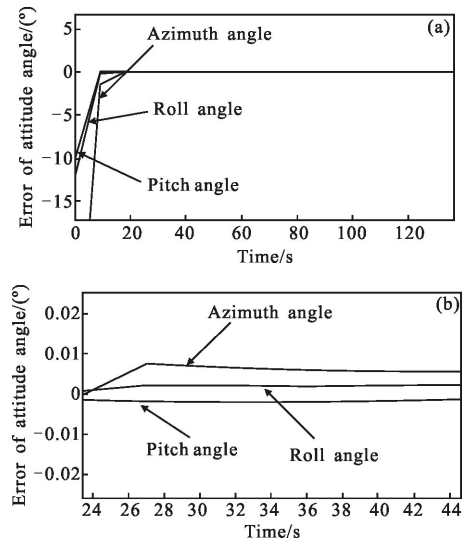 (a)
Error of attitude angle/(º)
5
0
−5
−10
−15
Azimuth angle
Roll angle
Pitch angle
0 20 40 60 80 100 120
Time/s
(b)
Error of attitude angle/(º)
0.02
0.01
0
−0.01
−0.02
Azimuth angle
Pitch angle
Roll angle
24 26 28 30 32 34 36 38 40 42 44
Time/s